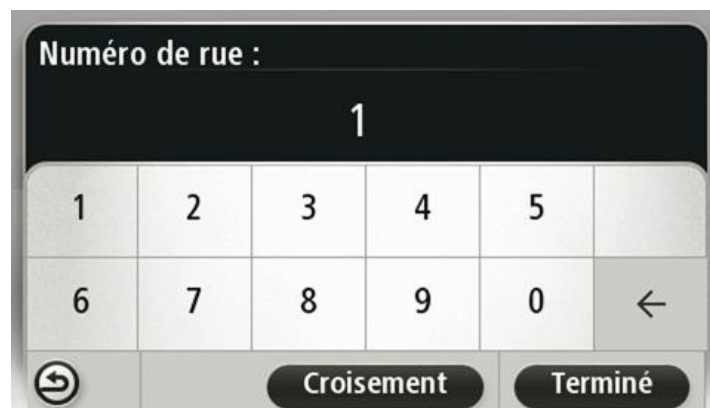 Numéro de rue :
1
1 2 3 4 5
6 7 8 9 0 ←
Croisement Terminé